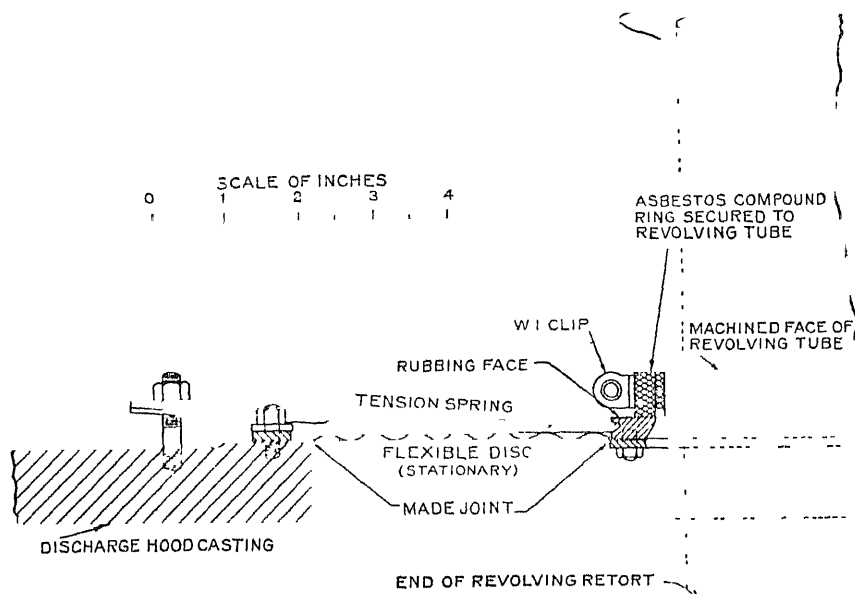 SCALE OF INCHES
0 1 2 3 4
ASBESTOS COMPOUND
RING SECURED TO
REVOLVING TUBE
W I CLIP
MACHINED FACE OF
REVOLVING TUBE
RUBBING FACE
TENSION SPRING
FLEXIBLE DISC
(STATIONARY)
MADE JOINT
DISCHARGE HOOD CASTING
END OF REVOLVING RETORT